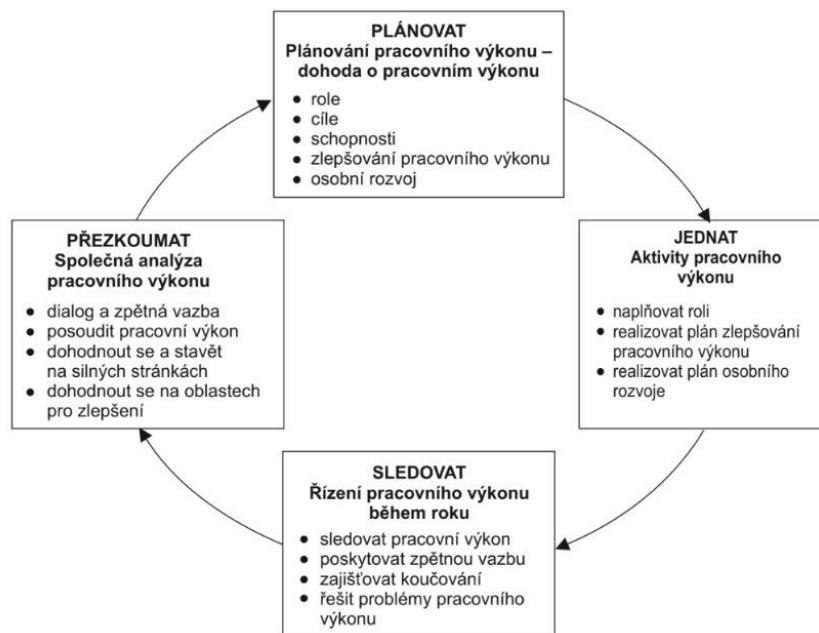 PLÁNOVAT
Plánování pracovního výkonu –
dohoda o pracovním výkonu
● role
● cíle
● schopnosti
● zlepšování pracovního výkonu
● osobní rozvoj
JEDNAT
Aktivity pracovního
výkonu
● naplňovat roli
● realizovat plán zlepšování
pracovního výkonu
● realizovat plán osobního
rozvoje
SLEDOVAT
Řízení pracovního výkonu
během roku
● sledovat pracovní výkon
● poskytovat zpětnou vazbu
● zajišťovat koučování
● řešit problémy pracovního
výkonu
PŘEZKOUMAT
Společná analýza
pracovního výkonu
● dialog a zpětná vazba
● posoudit pracovní výkon
● dohodnout se a stavět
na silných stránkách
● dohodnout se na oblastech
pro zlepšení